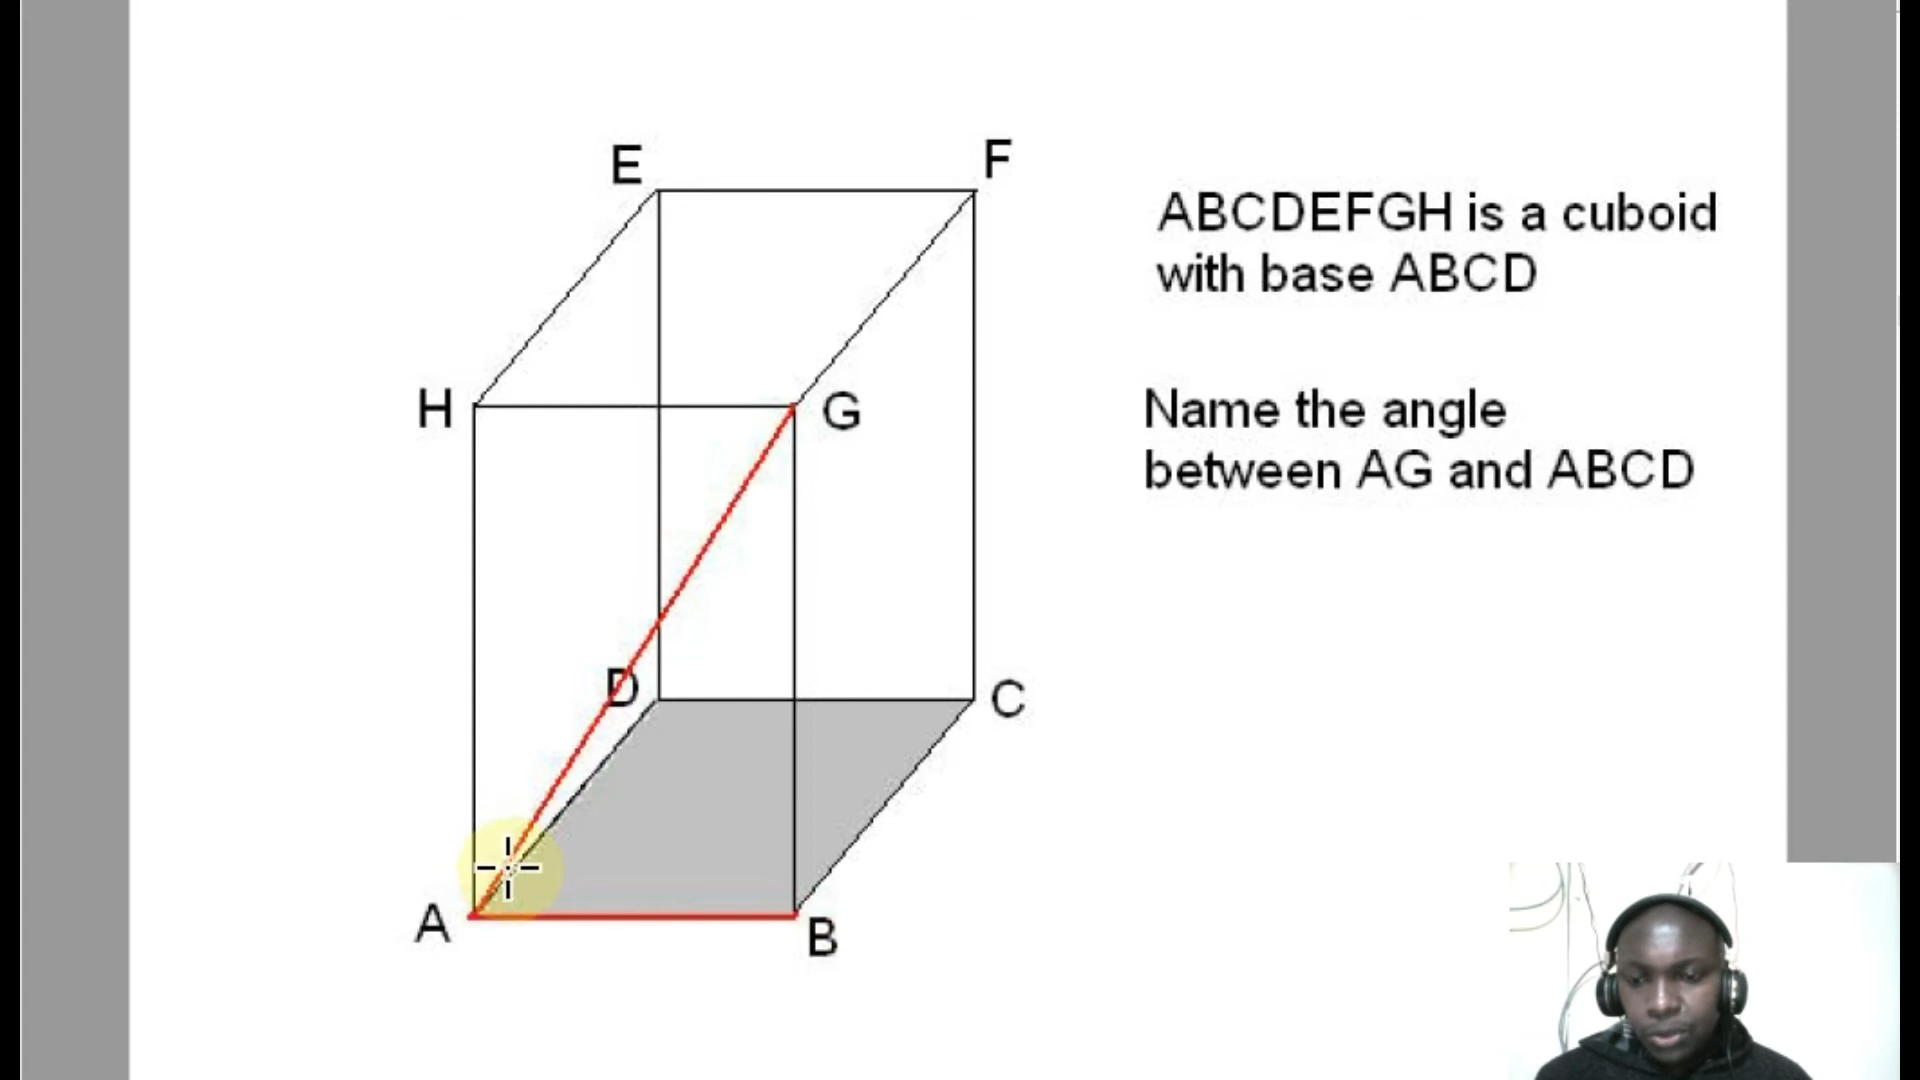 E
F
ABCDEFGH is a cuboid
with base ABCD
H
G
Name the angle
between AG and ABCD
D
C
A
B